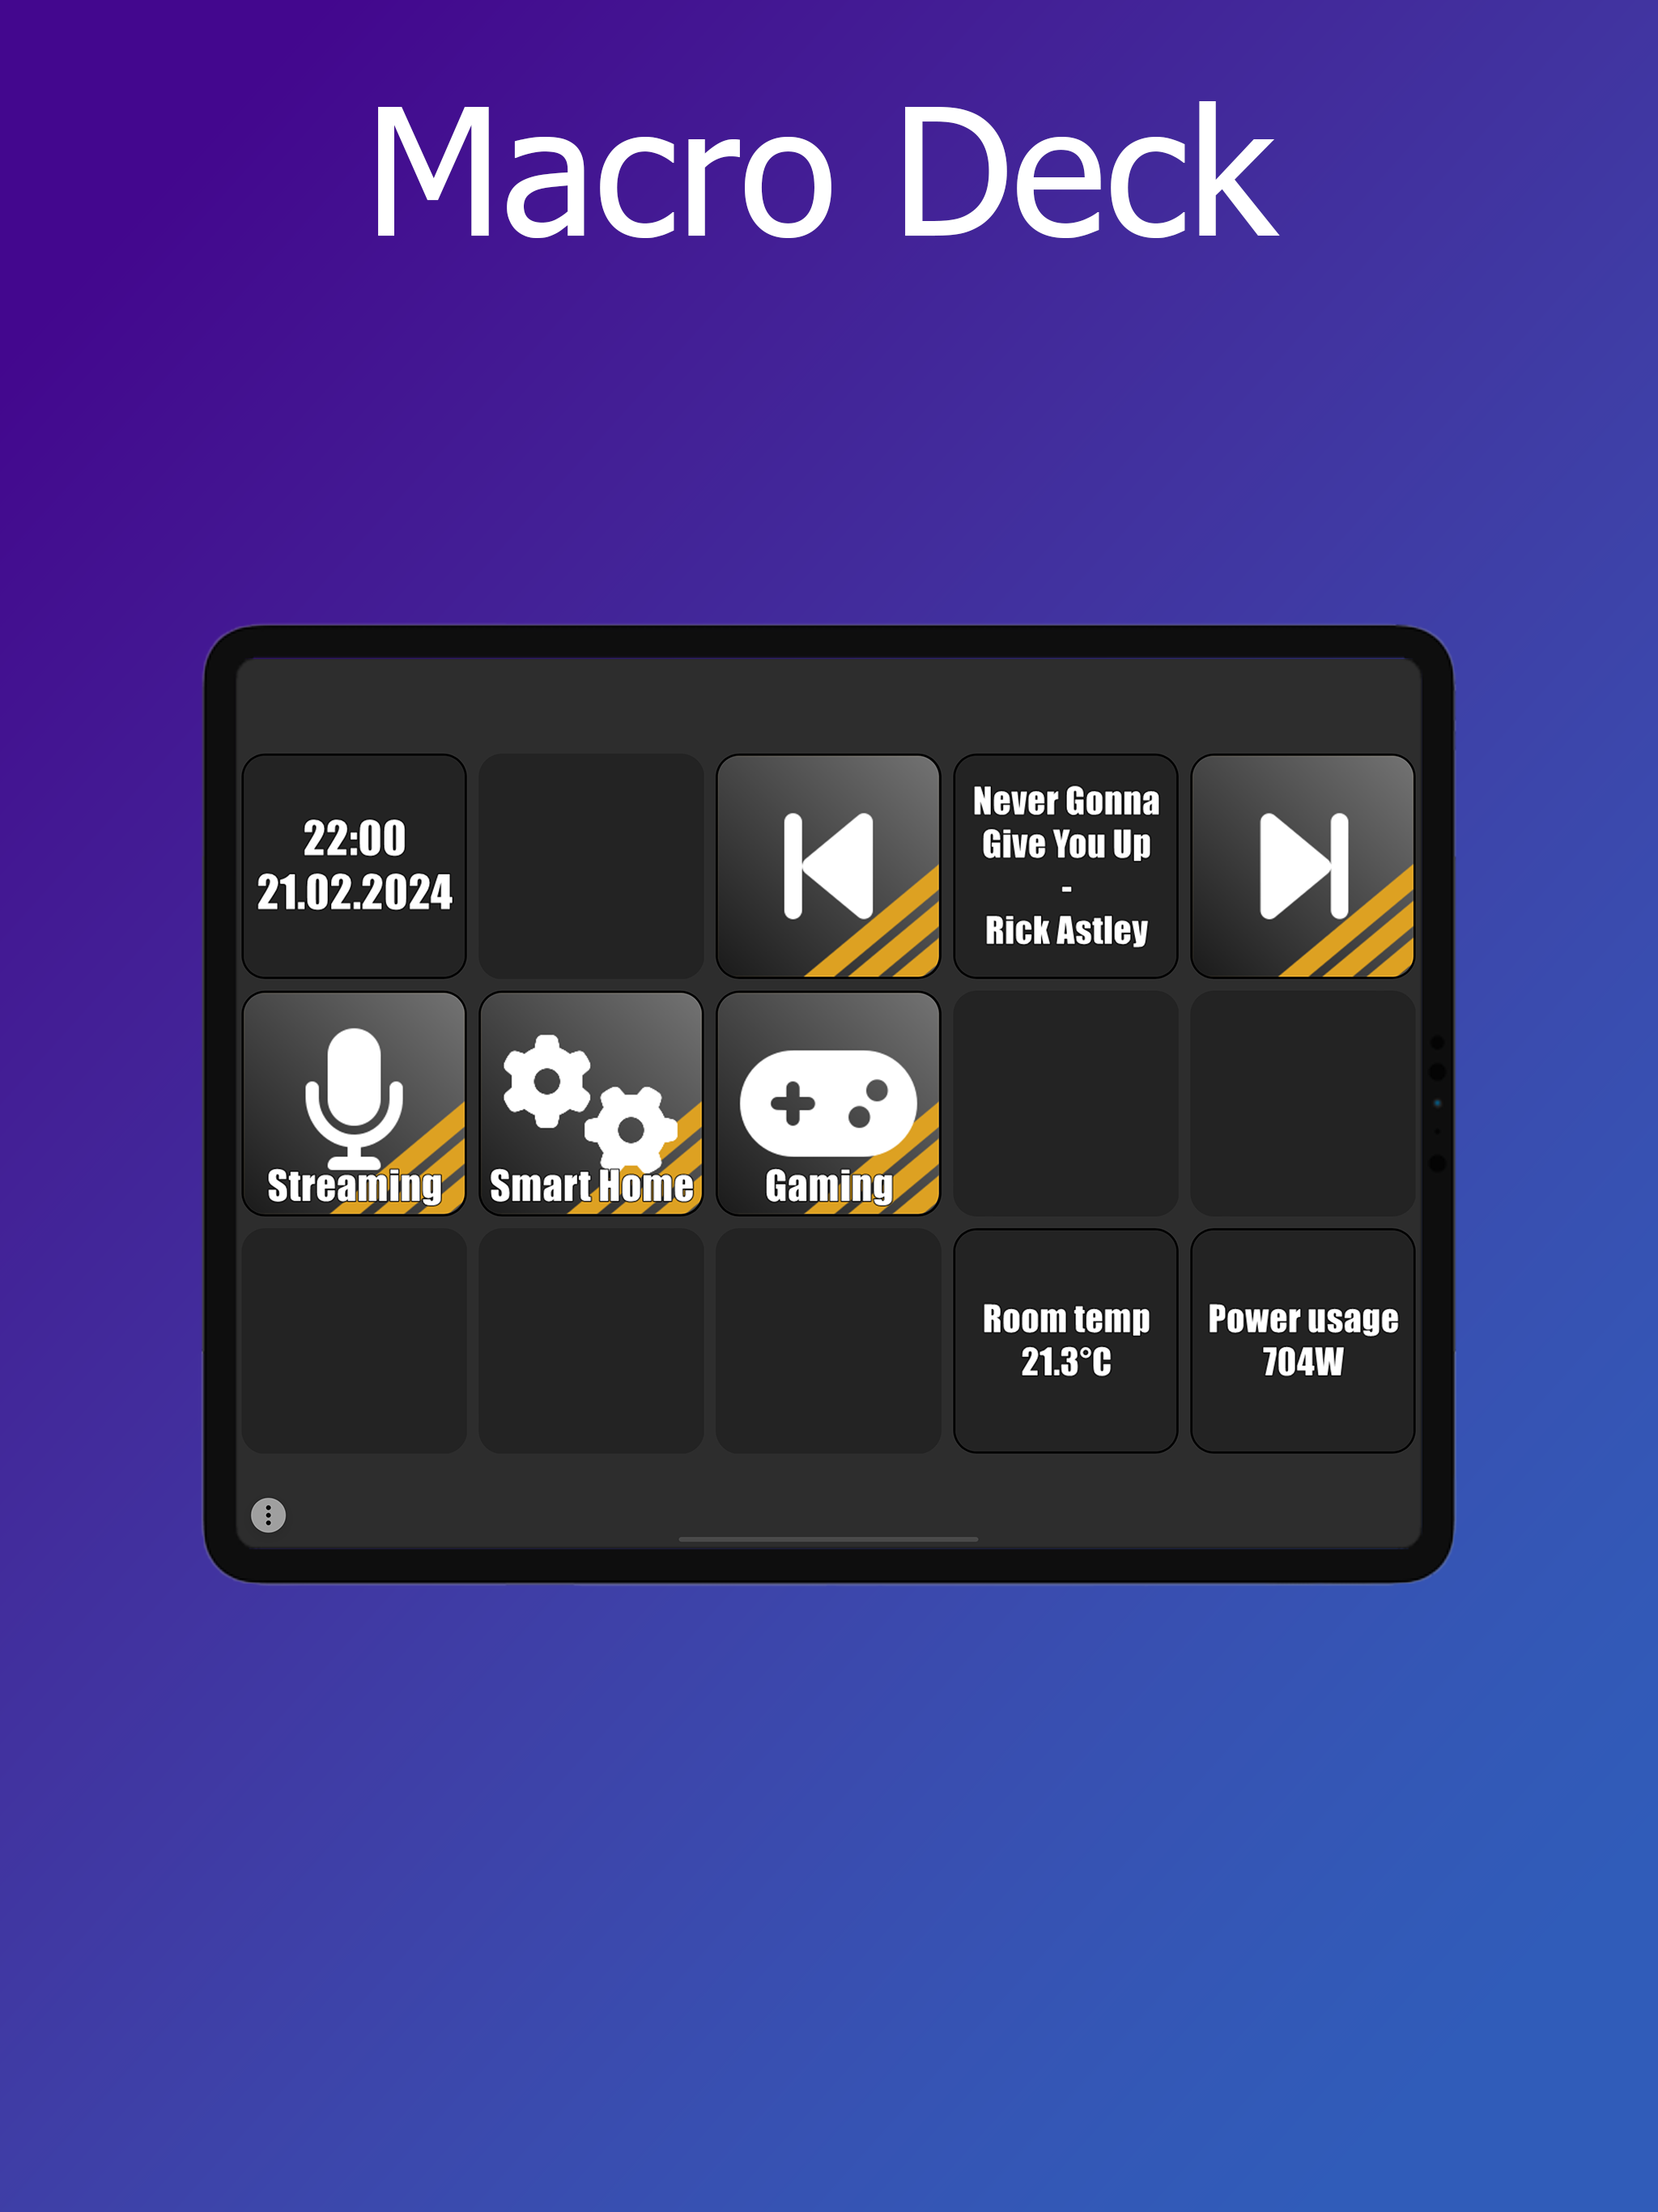 Macro Deck
22:00
21.02.2024
Never Gonna
Give You Up
-
Rick Astley
Streaming
Smart Home
Gaming
Room temp
21.3°C
Power usage
704W